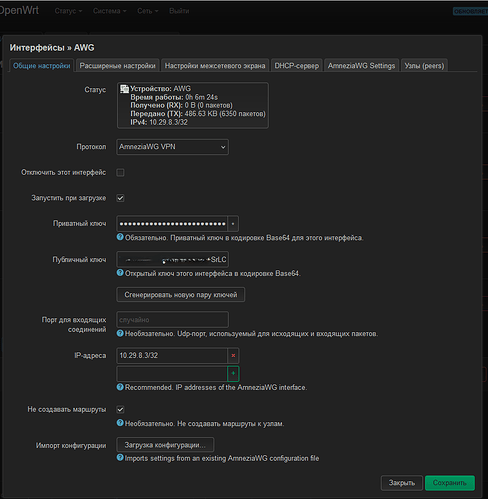 OpenWrt
Статус
Система
Сеть
Выйти
Интерфейсы » AWG
Общие настройки
Расширеные настройки
Настройки межсетевого экрана
DHCP-сервер
AmneziaWG Settings
Узлы (peers)
Статус
Устройство: AWG
Время работы: 0h 6m 24s
Получено (RX): 0 B (0 пакетов)
Передано (TX): 486.63 KB (6350 пакетов)
IPv4: 10.29.8.3/32
Протокол
AmneziaWG VPN
Отключить этот интерфейс
Запустить при загрузке
Приватный ключ
Обязательно. Приватный ключ в кодировке Base64 для этого интерфейса.
Публичный ключ
+SrLC
Открытый ключ этого интерфейса в кодировке Base64.
Сгенерировать новую пару ключей
Порт для входящих
соединений
случайно
Необязательно. Udp-порт, используемый для исходящих и входящих пакетов.
IP-адреса
10.29.8.3/32
Recommended. IP addresses of the AmneziaWG interface.
Не создавать маршруты
Необязательно. Не создавать маршруты к узлам.
Импорт конфигурации
Загрузка конфигурации...
Imports settings from an existing AmneziaWG configuration file
Закрыть
Сохранить